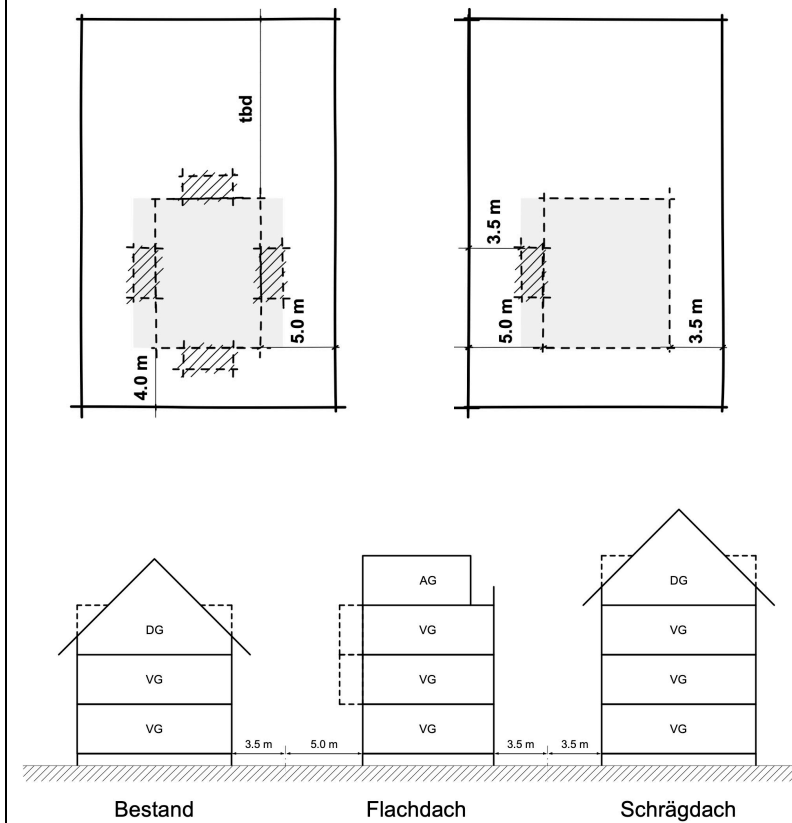 tbd
5.0 m
4.0 m
3.5 m
5.0 m
3.5 m
AG
DG
DG
VG
VG
VG
VG
VG
VG
VG
VG
3.5 m
5.0 m
3.5 m
3.5 m
Bestand
Flachdach
Schrägdach